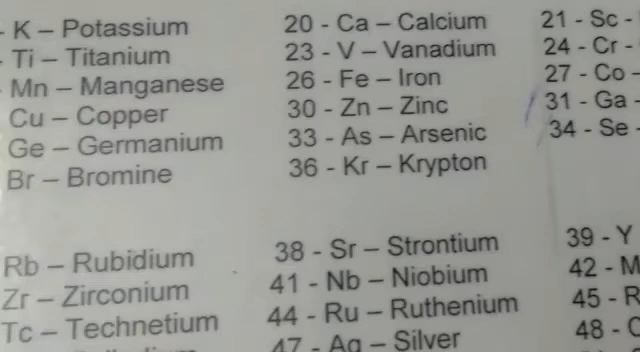 - K – Potassium 20 - Ca – Calcium 21 - Sc -
- Ti – Titanium 23 - V – Vanadium 24 - Cr -
Mn – Manganese 26 - Fe – Iron 27 - Co –
Cu – Copper 30 - Zn – Zinc 31 - Ga -
Ge – Germanium 33 - As – Arsenic 34 - Se -
Br – Bromine 36 - Kr – Krypton
Rb – Rubidium 38 - Sr – Strontium 39 - Y
Zr – Zirconium 41 - Nb – Niobium 42 - M
Tc – Technetium 44 - Ru – Ruthenium 45 - R
47 - Ag – Silver 48 - C